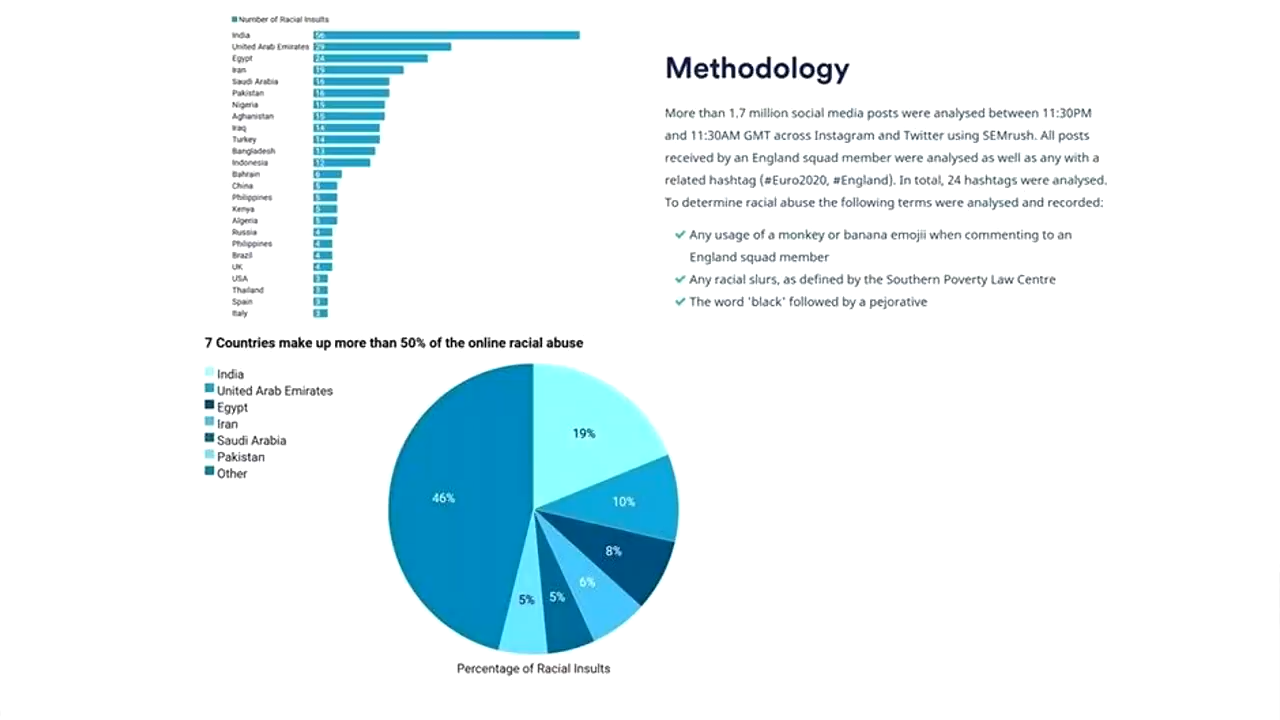 Number of Racial Insults
India 56
United Arab Emirates 29
Egypt 24
Iran 19
Saudi Arabia 16
Pakistan 16
Nigeria 15
Aghanistan 15
Iraq 14
Turkey 14
Bangladesh 13
Indonesia 12
Bahrain 6
China 5
Philippines 5
Kenya 5
Algeria 5
Russia 4
Philippines 4
Brazil 4
UK 4
USA 3
Thailand 3
Spain 3
Italy 3
Methodology
More than 1.7 million social media posts were analysed between 11:30PM
and 11:30AM GMT across Instagram and Twitter using SEMrush. All posts
received by an England squad member were analysed as well as any with a
related hashtag (#Euro2020, #England). In total, 24 hashtags were analysed.
To determine racial abuse the following terms were analysed and recorded:
Any usage of a monkey or banana emojii when commenting to an
England squad member
Any racial slurs, as defined by the Southern Poverty Law Centre
The word 'black' followed by a pejorative
7 Countries make up more than 50% of the online racial abuse
India
United Arab Emirates
Egypt
Iran
Saudi Arabia
Pakistan
Other
19%
10%
8%
6%
5%
5%
46%
Percentage of Racial Insults